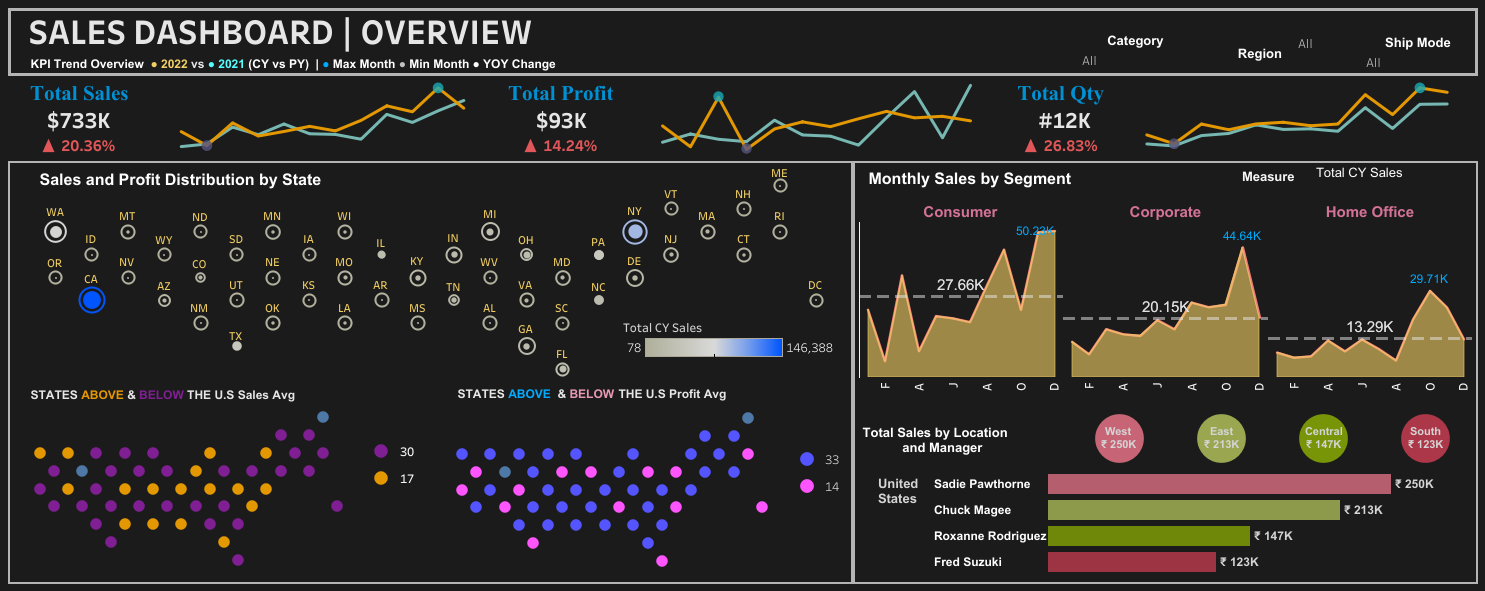 SALES DASHBOARD | OVERVIEW
KPI Trend Overview ● 2022 vs ● 2021 (CY vs PY) | ● Max Month ● Min Month ● YOY Change
Category
All
Region
All
Ship Mode
All
Total Sales
$733K
▲ 20.36%
Total Profit
$93K
▲ 14.24%
Total Qty
#12K
▲ 26.83%
Sales and Profit Distribution by State
ME
VT NH
WA MT ND MN WI MI NY MA RI
ID WY SD IA IL IN OH PA NJ CT
OR NV CO NE MO KY WV MD DE
CA AZ UT KS AR TN VA NC DC
NM OK LA MS AL SC
TX GA
FL
Total CY Sales
78 146,388
STATES ABOVE & BELOW THE U.S Sales Avg
30
17
STATES ABOVE & BELOW THE U.S Profit Avg
33
14
Monthly Sales by Segment
Measure Total CY Sales
Consumer Corporate Home Office
50.23K 44.64K 29.71K
27.66K 20.15K 13.29K
F A J A O D F A J A O D F A J A O D
Total Sales by Location
and Manager
West
₹ 250K
East
₹ 213K
Central
₹ 147K
South
₹ 123K
United
States
Sadie Pawthorne ₹ 250K
Chuck Magee ₹ 213K
Roxanne Rodriguez ₹ 147K
Fred Suzuki ₹ 123K